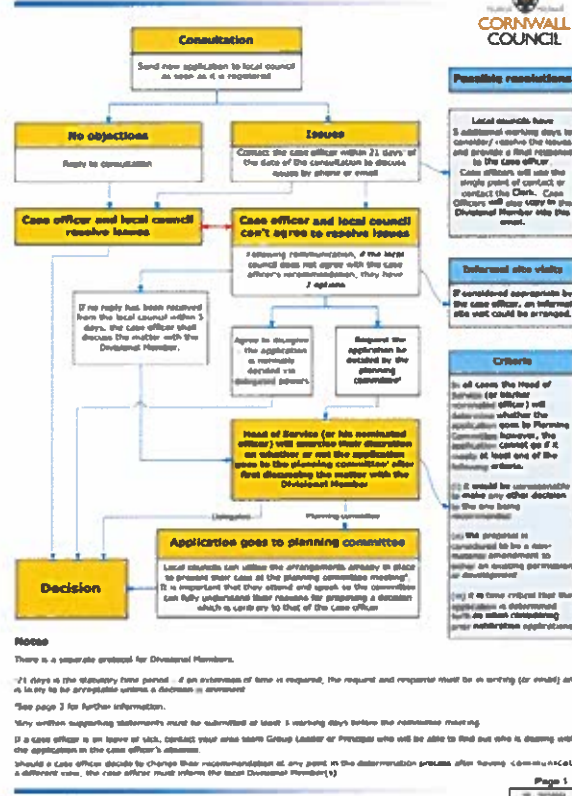 CORNWALL
COUNCIL
Consultation
Send new application to local council
as soon as it is registered
Possible resolutions
No objections
Reply to consultation
Issues
Contact the case officer within 21 days of
the date of the consultation to discuss
issues by phone or email
Local councils have
5 additional working days to
consider/resolve the issues
and provide a final response
to the case officer.
Case officers will use the
single point of contact or
contact the Clerk. Case
Officers will also copy in the
Divisional Member into this
email.
Case officer and local council
resolve issues
Case officer and local council
can't agree to resolve issues
Following communication, if the local
council does not agree with the case
officer's recommendation, they have
2 options
Informal site visits
If considered appropriate by
the case officer, an informal
site visit could be arranged.
If no reply has been received
from the local council within 5
days, the case officer shall
discuss the matter with the
Divisional Member.
Agree to disagree
- the application
is normally
decided via
delegated powers
Request the
application be
decided by the
planning
committee
Criteria
In all cases the Head of
Service (or his/her
nominated officer) will
determine whether the
application goes to Planning
Committee however, the
application cannot go if it
meets at least one of the
following criteria.
(i) it would be unreasonable
to make any other decision
to the one being
recommended
(ii) the proposal is
considered to be a non-
material amendment to
either an existing permission
or development
(iii) it is time critical that the
application is determined
such as when considering
prior notification applications
Head of Service (or his nominated
officer) will exercise their discretion
on whether or not the application
goes to the planning committee after
first discussing the matter with the
Divisional Member
Delegated
Planning committee
Decision
Application goes to planning committee
Local councils can utilise the arrangements already in place
to present their case at the planning committee meeting.
It is important that they attend and speak so the committee
can fully understand their reasons for proposing a decision
which is contrary to that of the case officer
Notes
There is a separate protocol for Divisional Members.
21 days is the statutory time period - if an extension of time is required, the request and response must be in writing (or email) and
is likely to be acceptable unless a decision is imminent
See page 3 for further information.
Any written supporting statements must be submitted at least 3 working days before the committee meeting
If a case officer is on leave or sick, contact your area team Group Leader or Principal who will be able to find out who is dealing with
the application in the case officer's absence.
Should a case officer decide to change their recommendation at any point in the determination process after having communicated
a different view, the case officer must inform the local Divisional Member(s)
Page 1